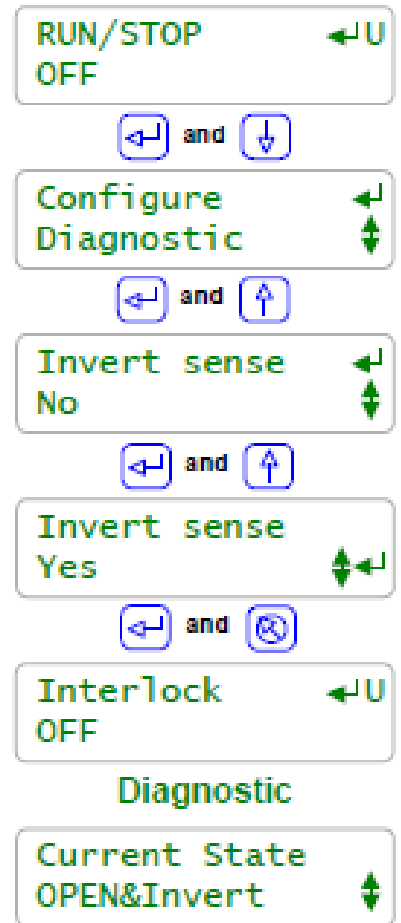 RUN/STOP ↵U
OFF
and
Configure
Diagnostic
and
Invert sense
No
and
Invert sense
Yes
and
Interlock ↵U
OFF
Diagnostic
Current State
OPEN&Invert